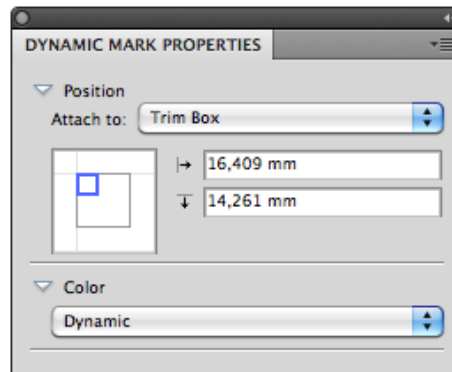 DYNAMIC MARK PROPERTIES
Position
Attach to: Trim Box
16,409 mm
14,261 mm
Color
Dynamic